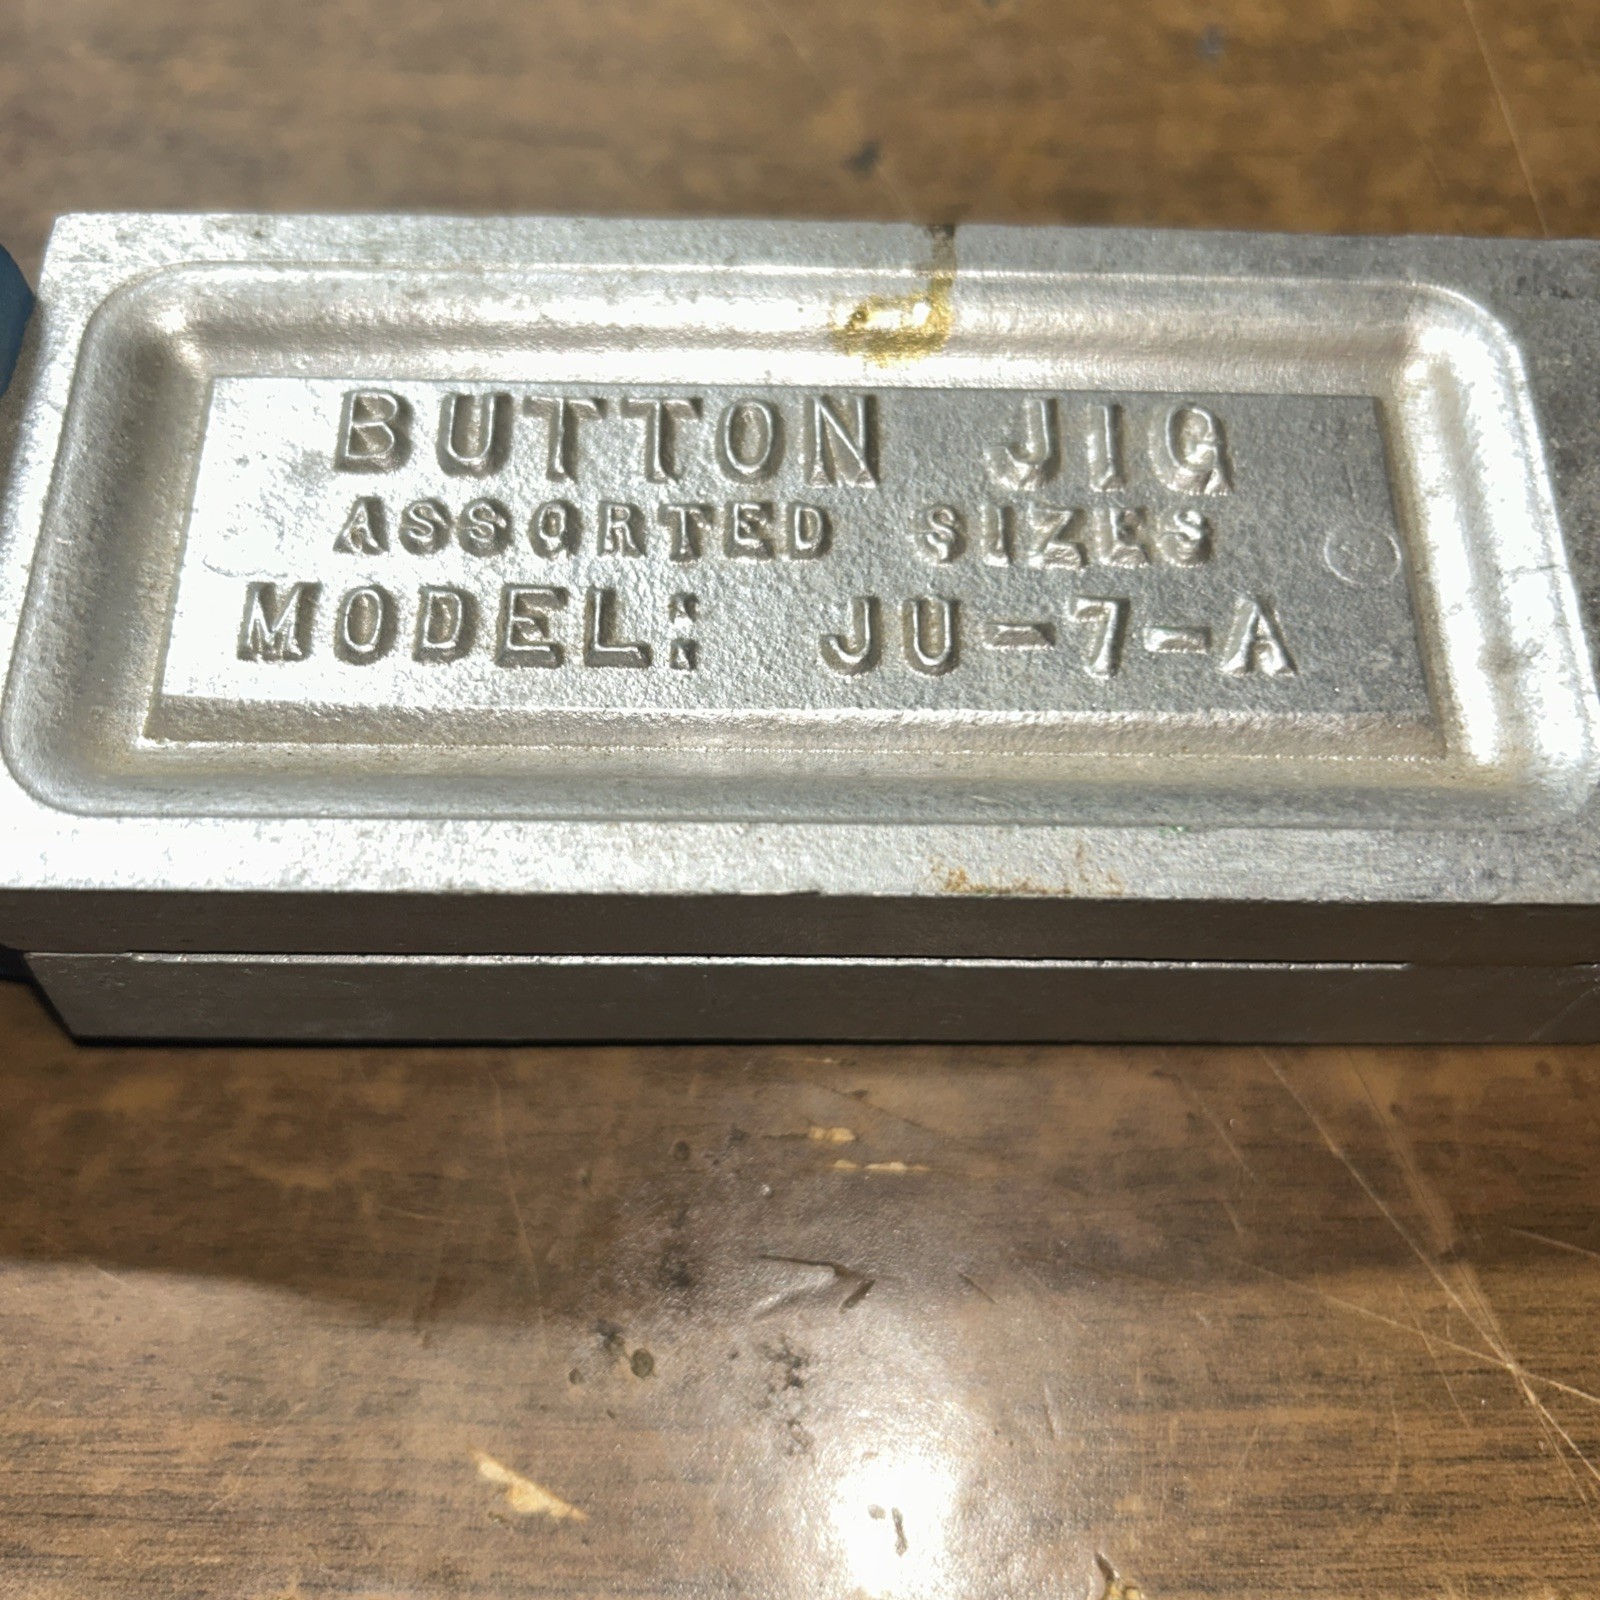 BUTTON JIG
ASSORTED SIZES
MODEL: JU-7-A